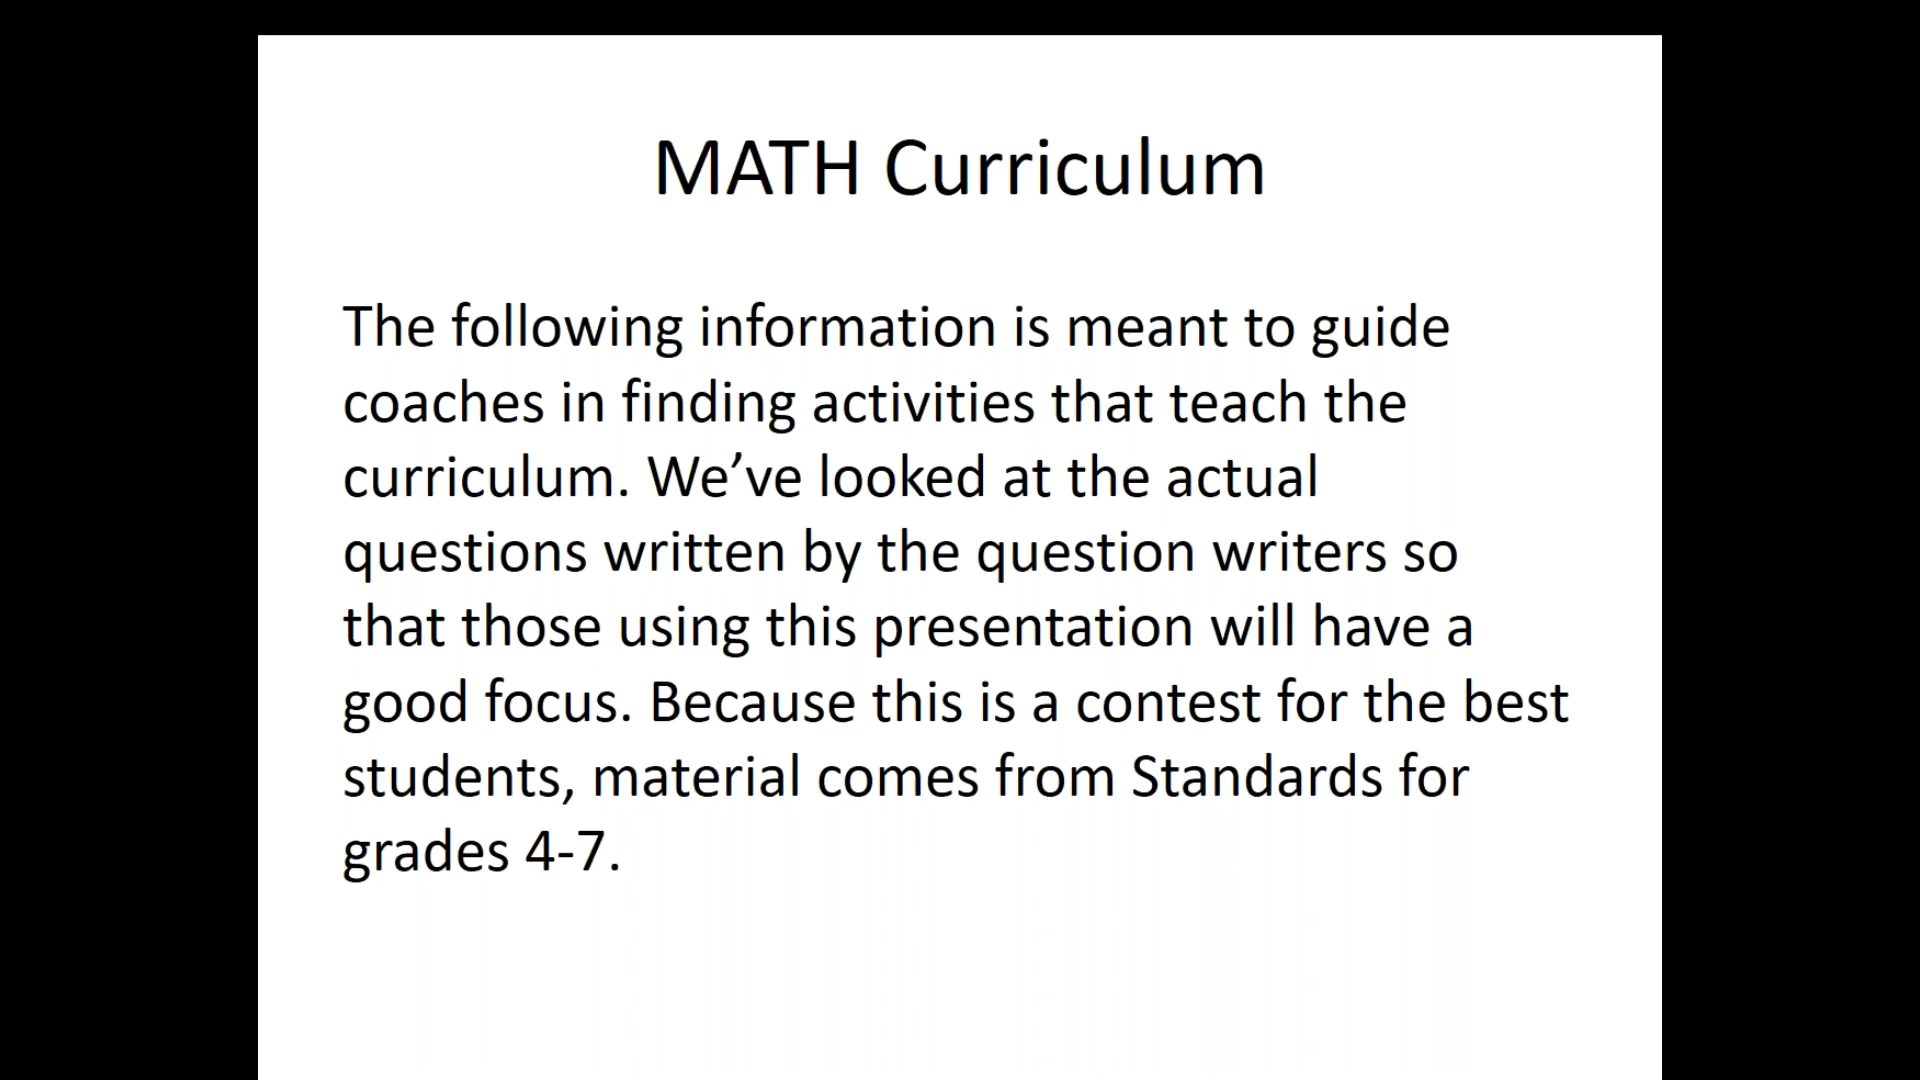 MATH Curriculum
The following information is meant to guide
coaches in finding activities that teach the
curriculum. We’ve looked at the actual
questions written by the question writers so
that those using this presentation will have a
good focus. Because this is a contest for the best
students, material comes from Standards for
grades 4-7.